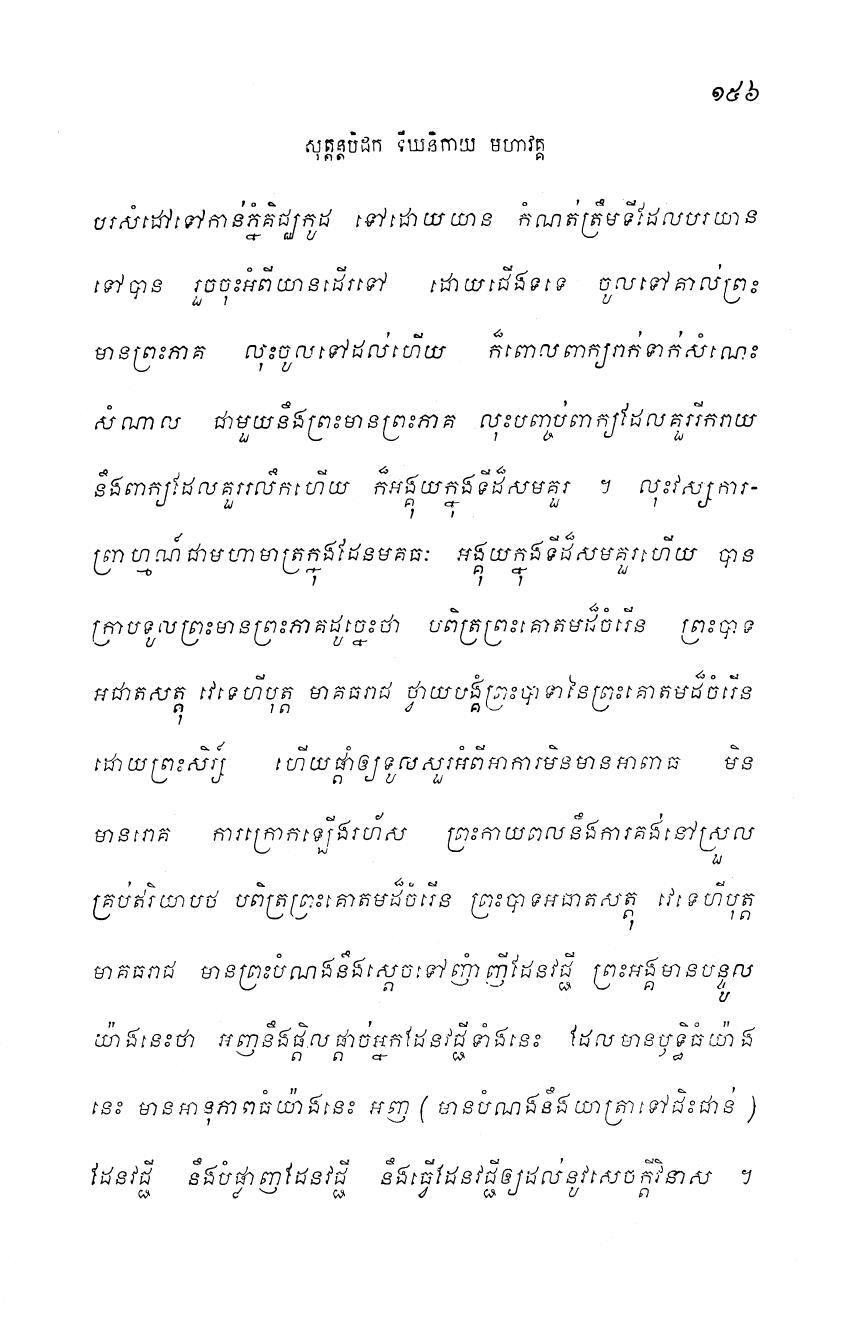 ១៥៦
សុត្តន្តបិដក ទីឃនិកាយ មហាវគ្គ
បរសំដៅទៅកាន់ភ្នំគិជ្ឈកូដ ទៅដោយយាន កំណត់ត្រឹមទីដែលបរយាន
ទៅបាន រួចចុះអំពីយានដើរទៅ ដោយជើងទទេ ចូលទៅគាល់ព្រះ
មានព្រះភាគ លុះចូលទៅដល់ហើយ ក៏ពោលពាក្យរាក់ទាក់សំណេះ
សំណាល ជាមួយនឹងព្រះមានព្រះភាគ លុះបញ្ចប់ពាក្យដែលគួររីករាយ
នឹងពាក្យដែលគួររលឹកហើយ ក៏អង្គុយក្នុងទីដ៏សមគួរ ។ លុះវស្សការ-
ព្រាហ្មណ៍ជាមហាមាត្រក្នុងដែនមគធៈ អង្គុយក្នុងទីដ៏សមគួរហើយ បាន
ក្រាបទូលព្រះមានព្រះភាគដូច្នេះថា បពិត្រព្រះគោតមដ៏ចំរើន ព្រះបាទ
អជាតសត្តុ វេទេហីបុត្ត មាគធរាជ ថ្វាយបង្គំព្រះបាទានៃព្រះគោតមដ៏ចំរើន
ដោយព្រះសិរ្ស៍ ហើយផ្តាំឲ្យទូលសួរអំពីអាការមិនមានអាពាធ មិន
មានរោគ ការក្រោកឡើងរហ័ស ព្រះកាយពលនឹងការគង់នៅស្រួល
គ្រប់ឥរិយាបថ បពិត្រព្រះគោតមដ៏ចំរើន ព្រះបាទអជាតសត្តុ វេទេហីបុត្ត
មាគធរាជ មានព្រះបំណងនឹងស្តេចទៅញាំញីដែនវជ្ជី ព្រះអង្គមានបន្ទូល
យ៉ាងនេះថា អញនឹងផ្តិលផ្តាច់អ្នកដែនវជ្ជីទាំងនេះ ដែលមានឫទ្ធិធំយ៉ាង
នេះ មានអានុភាពធំយ៉ាងនេះ អញ ( មានបំណងនឹងយាត្រាទៅជិះជាន់ )
ដែនវជ្ជី នឹងបំផ្លាញដែនវជ្ជី នឹងធ្វើដែនវជ្ជីឲ្យដល់នូវសេចក្តីវិនាស ។